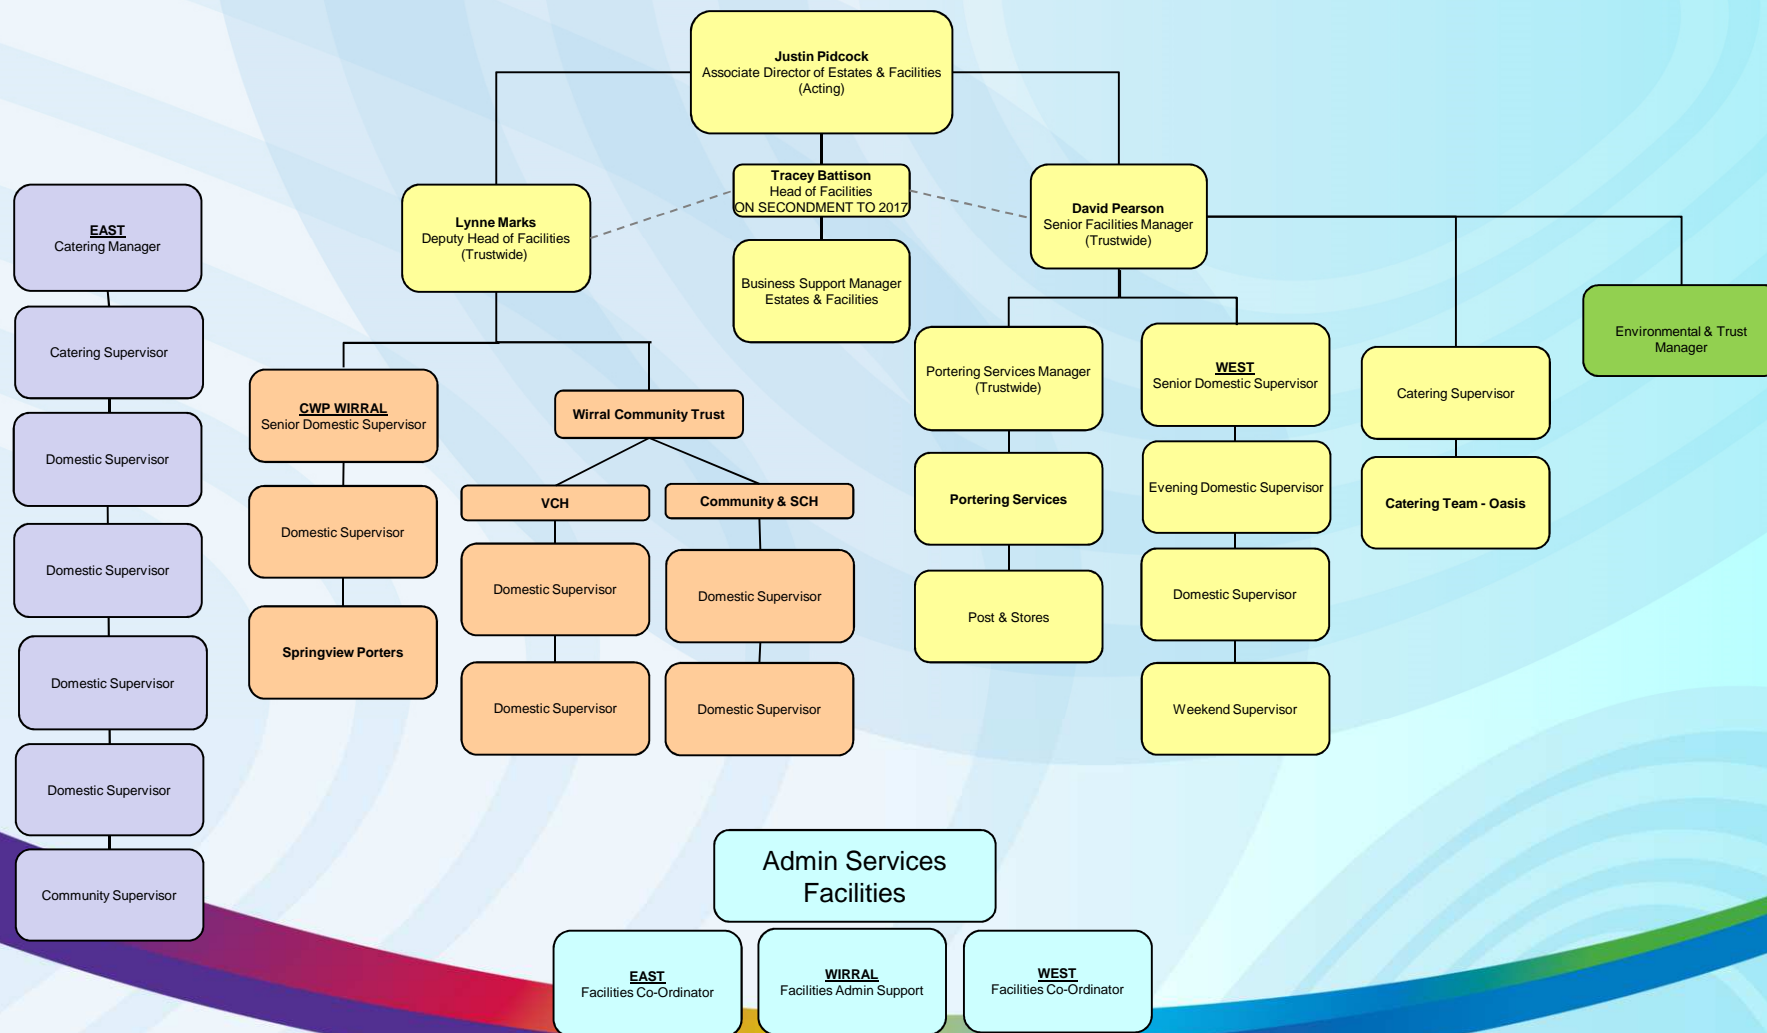 Justin Pidcock
Associate Director of Estates & Facilities
(Acting)
Tracey Battison
Head of Facilities
ON SECONDMENT TO 2017
Lynne Marks
Deputy Head of Facilities
(Trustwide)
David Pearson
Senior Facilities Manager
(Trustwide)
Business Support Manager
Estates & Facilities
EAST
Catering Manager
Catering Supervisor
Domestic Supervisor
Domestic Supervisor
Domestic Supervisor
Domestic Supervisor
Community Supervisor
CWP WIRRAL
Senior Domestic Supervisor
Domestic Supervisor
Springview Porters
Wirral Community Trust
VCH
Domestic Supervisor
Domestic Supervisor
Community & SCH
Domestic Supervisor
Domestic Supervisor
Portering Services Manager
(Trustwide)
Portering Services
Post & Stores
WEST
Senior Domestic Supervisor
Evening Domestic Supervisor
Domestic Supervisor
Weekend Supervisor
Catering Supervisor
Catering Team - Oasis
Environmental & Trust
Manager
Admin Services
Facilities
EAST
Facilities Co-Ordinator
WIRRAL
Facilities Admin Support
WEST
Facilities Co-Ordinator